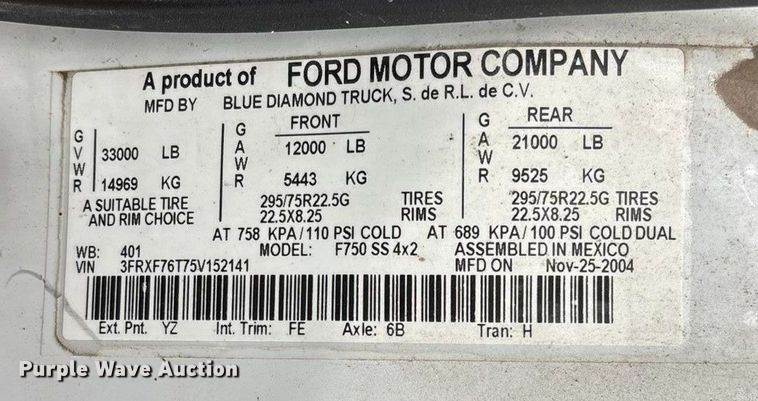 A product of FORD MOTOR COMPANY
MFD BY BLUE DIAMOND TRUCK, S. de R.L. de C.V.
GVWR 33000 LB 14969 KG
FRONT
GAWR 12000 LB 5443 KG
REAR
GAWR 21000 LB 9525 KG
A SUITABLE TIRE AND RIM CHOICE
295/75R22.5G TIRES 295/75R22.5G TIRES
22.5X8.25 RIMS 22.5X8.25 RIMS
AT 758 KPA/110 PSI COLD AT 689 KPA/100 PSI COLD DUAL
WB: 401 MODEL: F750 SS 4x2 ASSEMBLED IN MEXICO
VIN 3FRXF76T75V152141 MFD ON Nov-25-2004
Ext. Pnt. YZ Int. Trim: FE Axle: 6B Tran: H
Purple Wave Auction